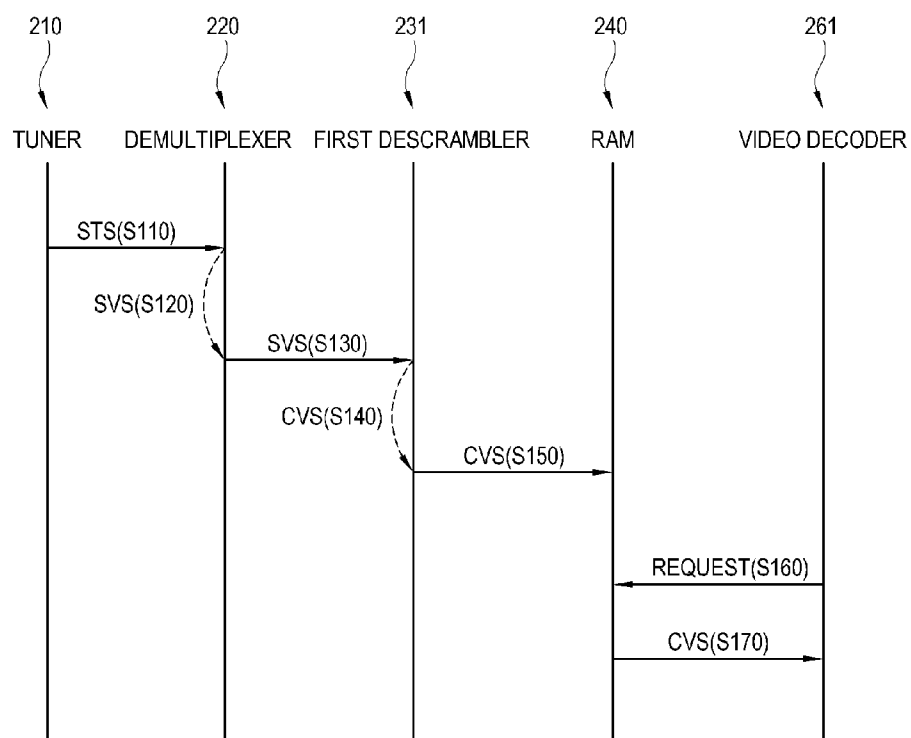 210 220 231 240 261
TUNER DEMULTIPLEXER FIRST DESCRAMBLER RAM VIDEO DECODER
STS(S110)
SVS(S120)
SVS(S130)
CVS(S140)
CVS(S150)
REQUEST(S160)
CVS(S170)